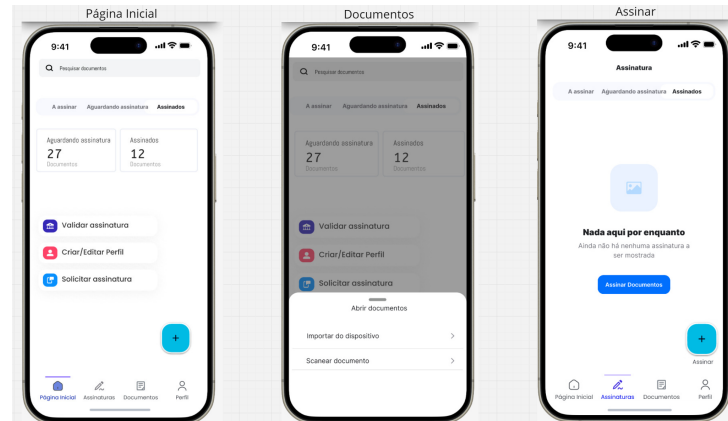 Página Inicial
9:41
Pesquisar documentos
A assinar Aguardando assinatura Assinados
Aguardando assinatura
27
Documentos
Assinados
12
Documentos
Validar assinatura
Criar/Editar Perfil
Solicitar assinatura
+
Página Inicial Assinaturas Documentos Perfil
Documentos
9:41
Pesquisar documentos
A assinar Aguardando assinatura Assinados
Aguardando assinatura
27
Documentos
Assinados
12
Documentos
Validar assinatura
Criar/Editar Perfil
Solicitar assinatura
Abrir documentos
Importar do dispositivo >
Scanear documento >
Assinar
9:41
Assinatura
A assinar Aguardando assinatura Assinados
Nada aqui por enquanto
Ainda não há nenhuma assinatura a
ser mostrada
Assinar Documentos
+
Assinar
Página Inicial Assinaturas Documentos Perfil